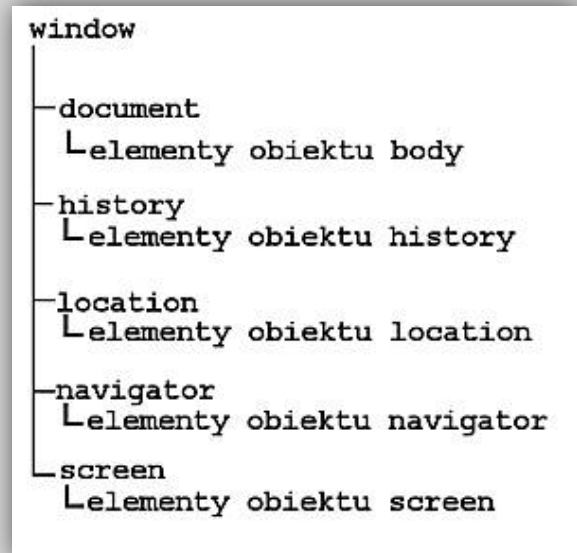 window
document
elementy obiektu body
history
elementy obiektu history
location
elementy obiektu location
navigator
elementy obiektu navigator
screen
elementy obiektu screen